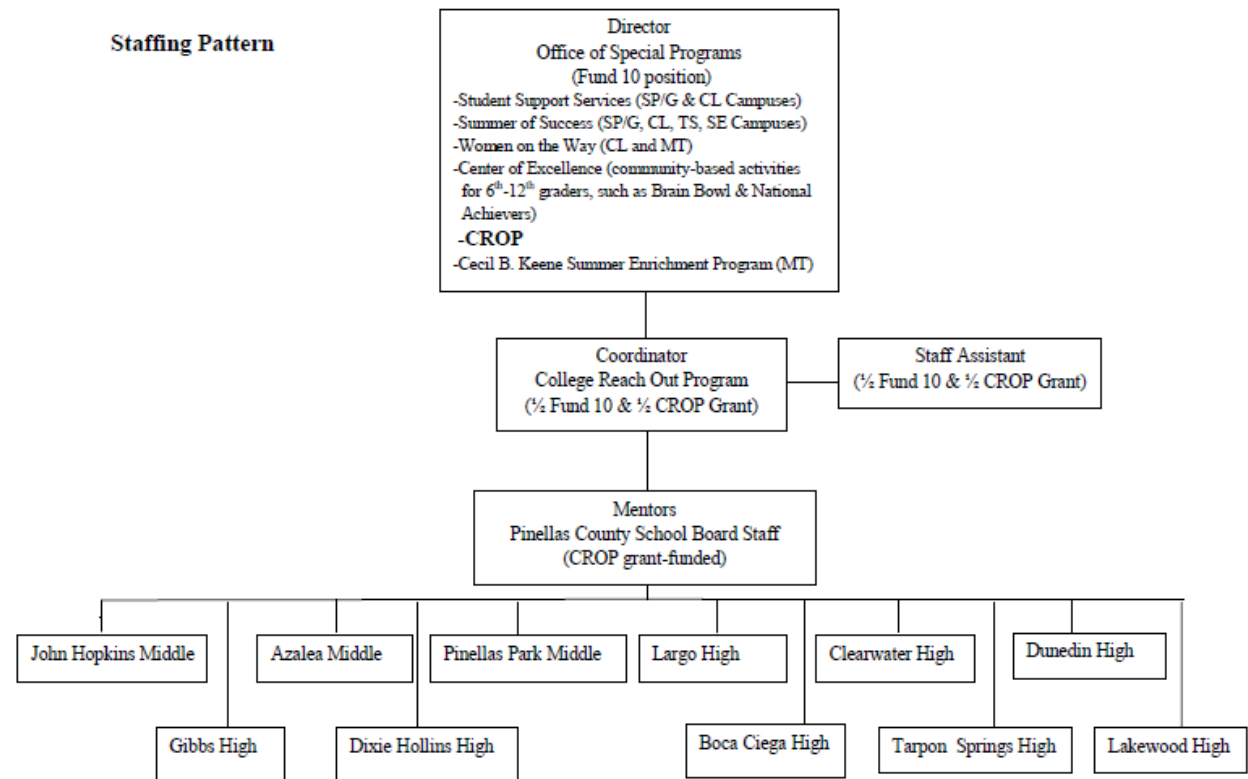 Staffing Pattern
Director
Office of Special Programs
(Fund 10 position)
-Student Support Services (SP/G & CL Campuses)
-Summer of Success (SP/G, CL, TS, SE Campuses)
-Women on the Way (CL and MT)
-Center of Excellence (community-based activities
for 6th-12th graders, such as Brain Bowl & National
Achievers)
-CROP
-Cecil B. Keene Summer Enrichment Program (MT)
Coordinator
College Reach Out Program
(½ Fund 10 & ½ CROP Grant)
Staff Assistant
(½ Fund 10 & ½ CROP Grant)
Mentors
Pinellas County School Board Staff
(CROP grant-funded)
John Hopkins Middle
Azalea Middle
Pinellas Park Middle
Largo High
Clearwater High
Dunedin High
Gibbs High
Dixie Hollins High
Boca Ciega High
Tarpon Springs High
Lakewood High